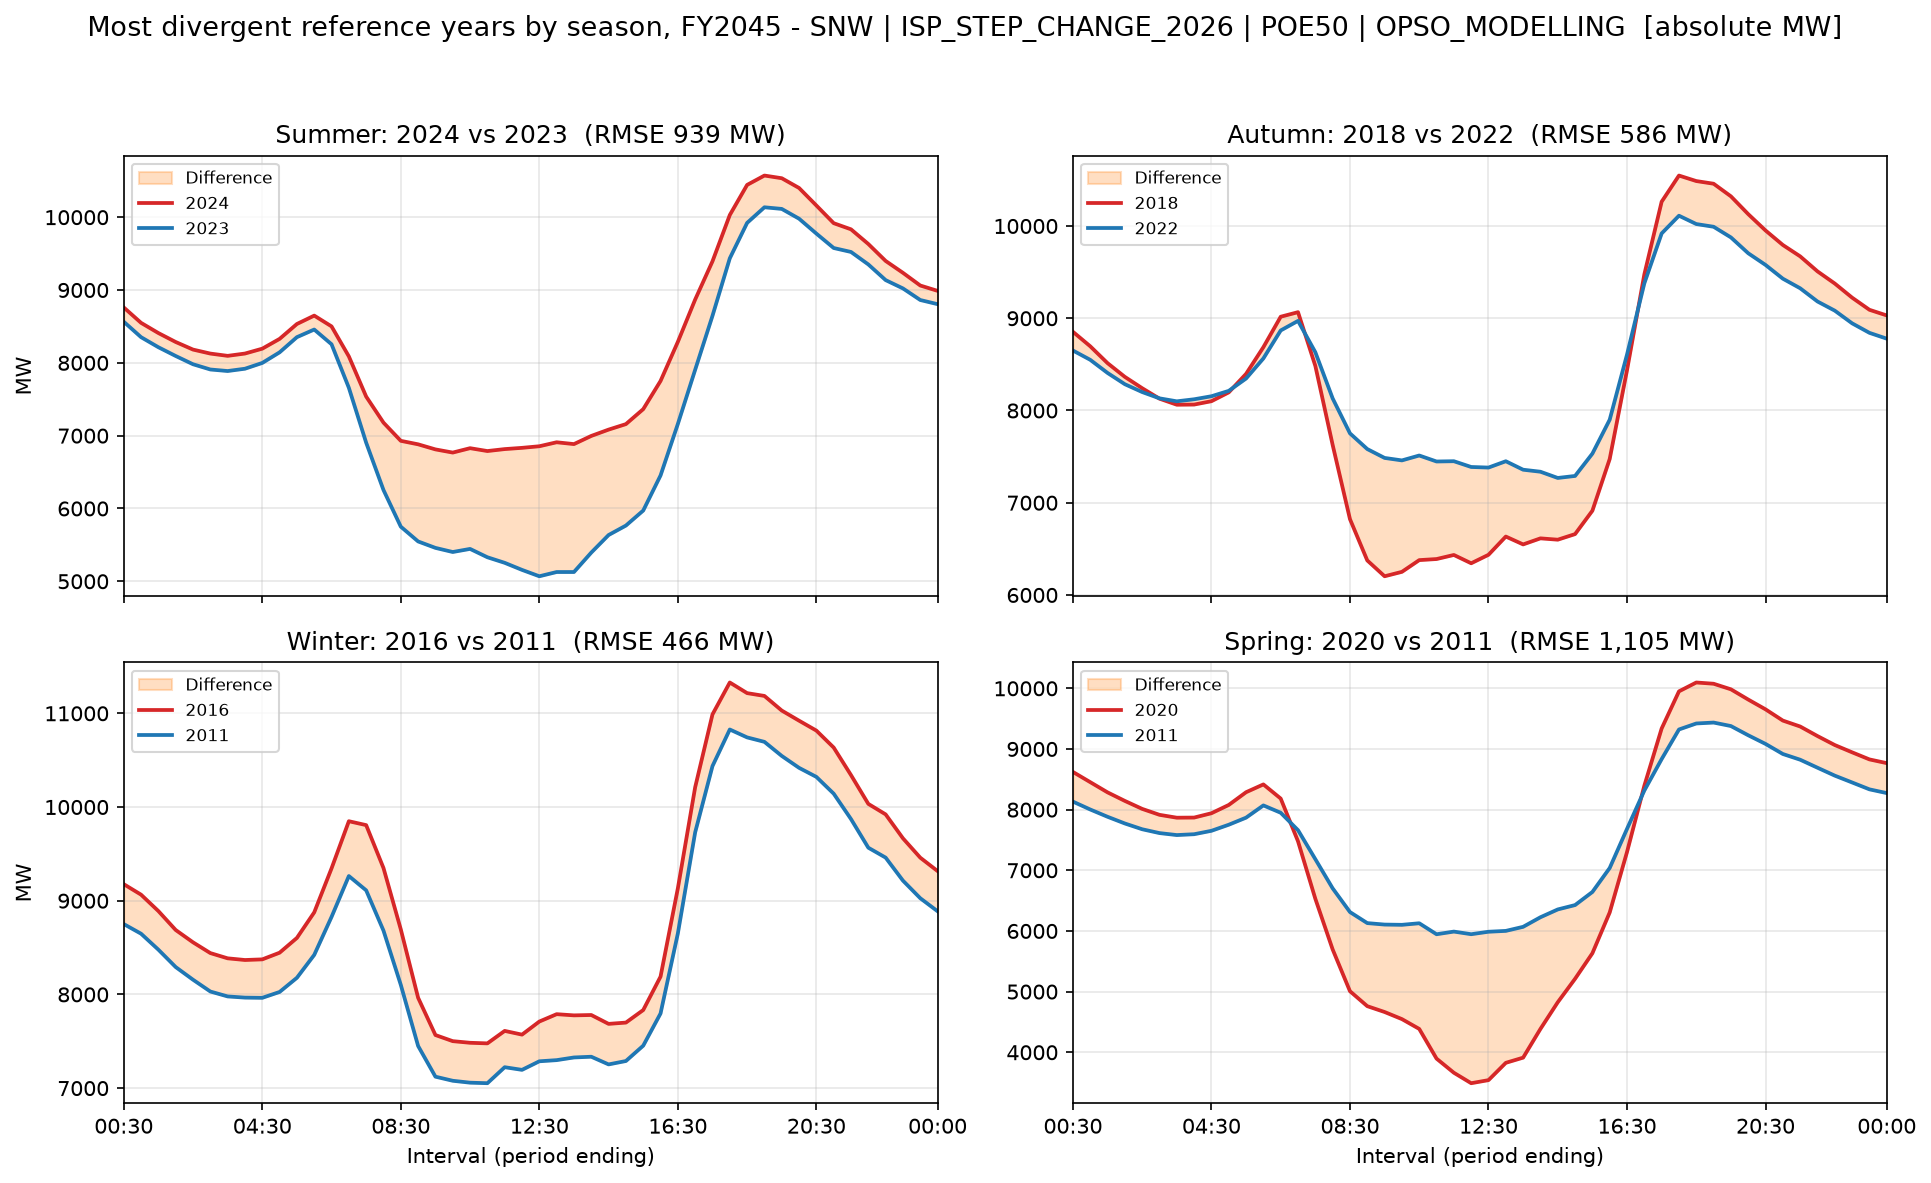 Most divergent reference years by season, FY2045 - SNW | ISP_STEP_CHANGE_2026 | POE50 | OPSO_MODELLING  [absolute MW]
Summer: 2024 vs 2023  (RMSE 939 MW)
Difference
2024
2023
10000
9000
8000
7000
6000
5000
MW
Autumn: 2018 vs 2022  (RMSE 586 MW)
Difference
2018
2022
10000
9000
8000
7000
6000
Winter: 2016 vs 2011  (RMSE 466 MW)
Difference
2016
2011
11000
10000
9000
8000
7000
MW
00:30 04:30 08:30 12:30 16:30 20:30 00:00
Interval (period ending)
Spring: 2020 vs 2011  (RMSE 1,105 MW)
Difference
2020
2011
10000
9000
8000
7000
6000
5000
4000
00:30 04:30 08:30 12:30 16:30 20:30 00:00
Interval (period ending)